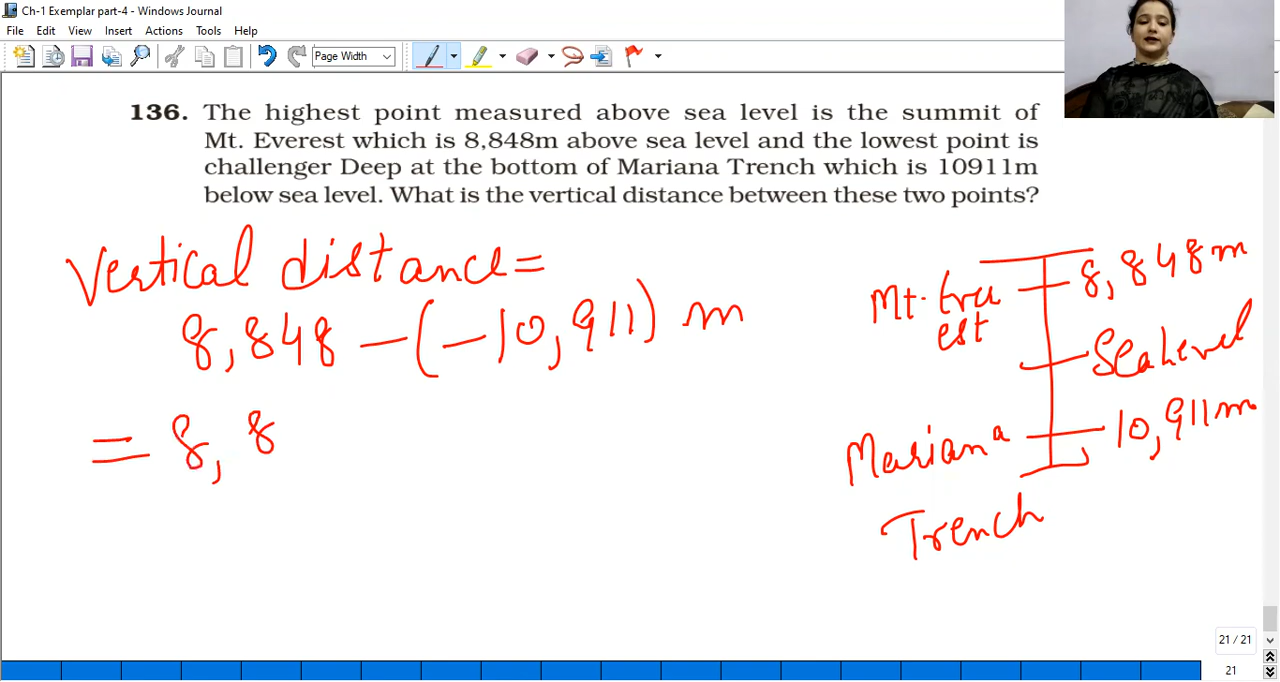 Ch-1 Exemplar part-4 - Windows Journal
File Edit View Insert Actions Tools Help
Page Width
136. The highest point measured above sea level is the summit of
Mt. Everest which is 8,848m above sea level and the lowest point is
challenger Deep at the bottom of Mariana Trench which is 10911m
below sea level. What is the vertical distance between these two points?
Vertical distance=
8,848 - (-10,911) m
= 8, 8
8,848m
Mt. Evere
est
Sea Level
10,911m
Mariana
Trench
21 / 21
21